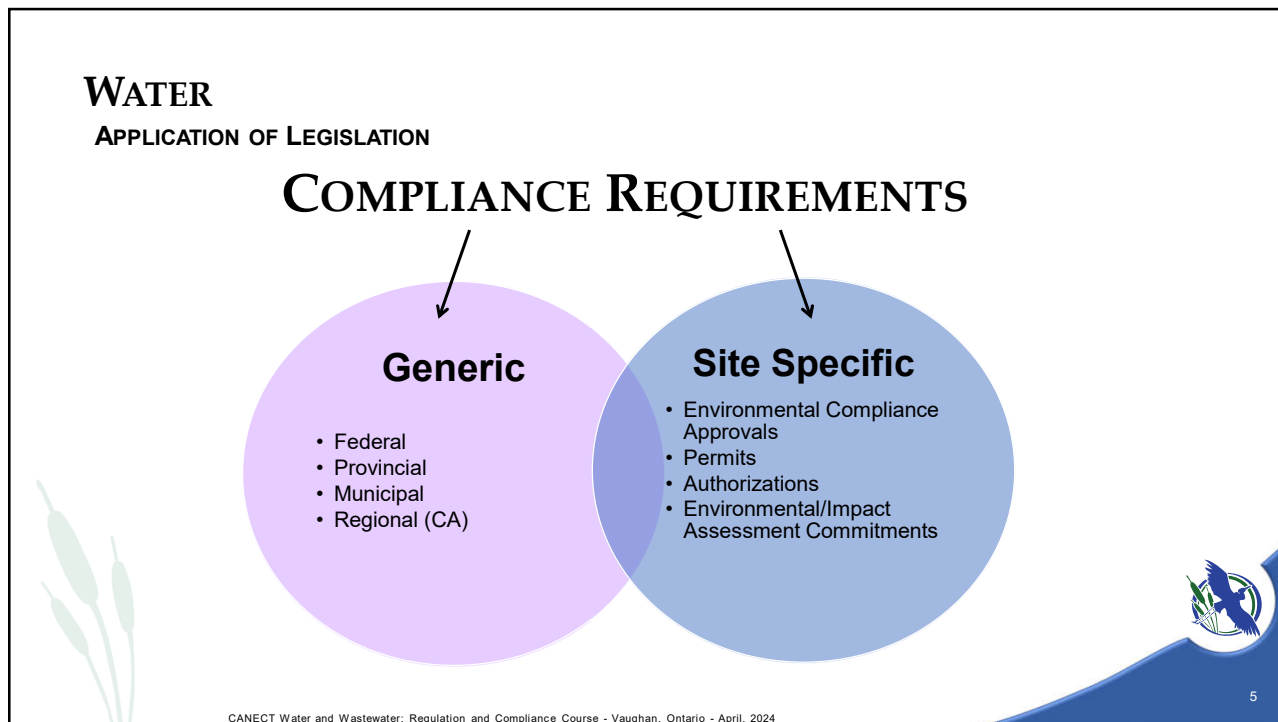 WATER
APPLICATION OF LEGISLATION
COMPLIANCE REQUIREMENTS
Generic
• Federal
• Provincial
• Municipal
• Regional (CA)
Site Specific
• Environmental Compliance
Approvals
• Permits
• Authorizations
• Environmental/Impact
Assessment Commitments
5
CANECT Water and Wastewater: Regulation and Compliance Course - Vaughan, Ontario - April, 2024